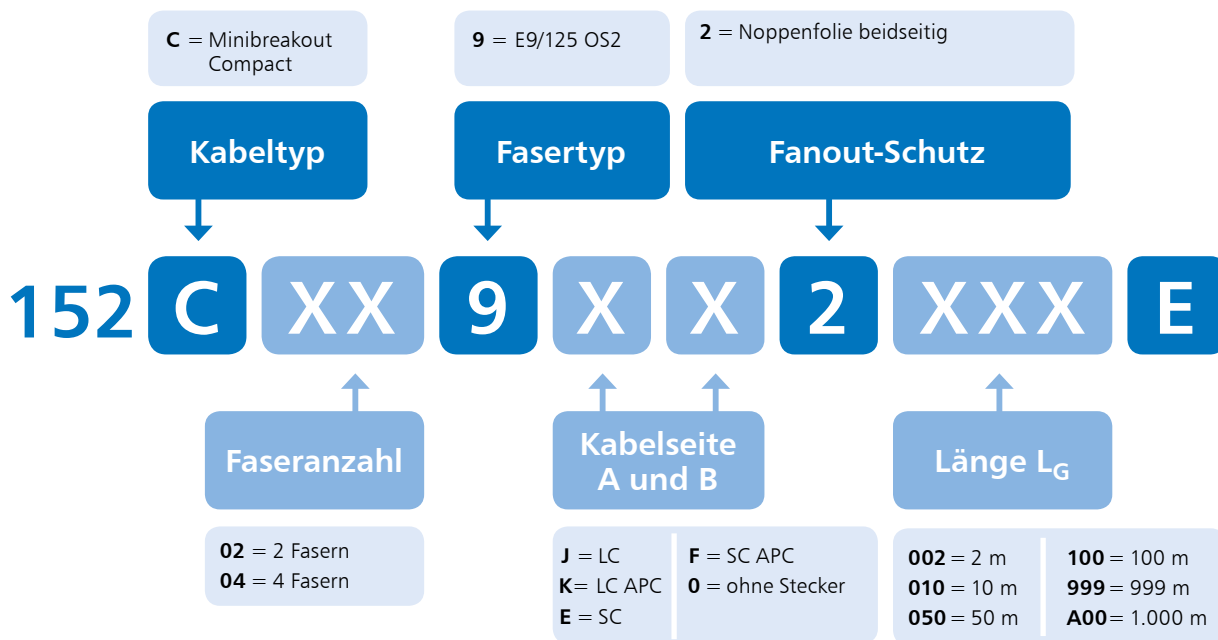 C = Minibreakout
Compact
9 = E9/125 OS2
2 = Noppenfolie beidseitig
Kabeltyp
Fasertyp
Fanout-Schutz
152 C XX 9 X X 2 XXX E
Faseranzahl
Kabelseite
A und B
Länge LG
02 = 2 Fasern
04 = 4 Fasern
J = LC
K= LC APC
E = SC
F = SC APC
0 = ohne Stecker
002 = 2 m
010 = 10 m
050 = 50 m
100 = 100 m
999 = 999 m
A00 = 1.000 m